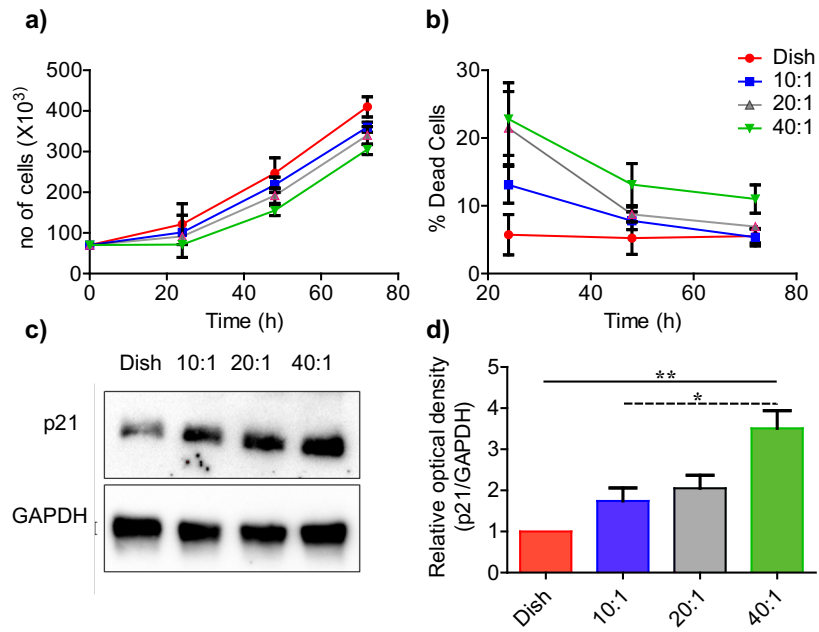 a)
500
400
300
200
100
0
no of cells (X10³)
0 20 40 60 80
Time (h)
b)
30
20
10
0
% Dead Cells
20 40 60 80
Time (h)
Dish
10:1
20:1
40:1
c)
Dish 10:1 20:1 40:1
p21
GAPDH
d)
5
4
3
2
1
0
Relative optical density
(p21/GAPDH)
**
*
Dish
10:1
20:1
40:1